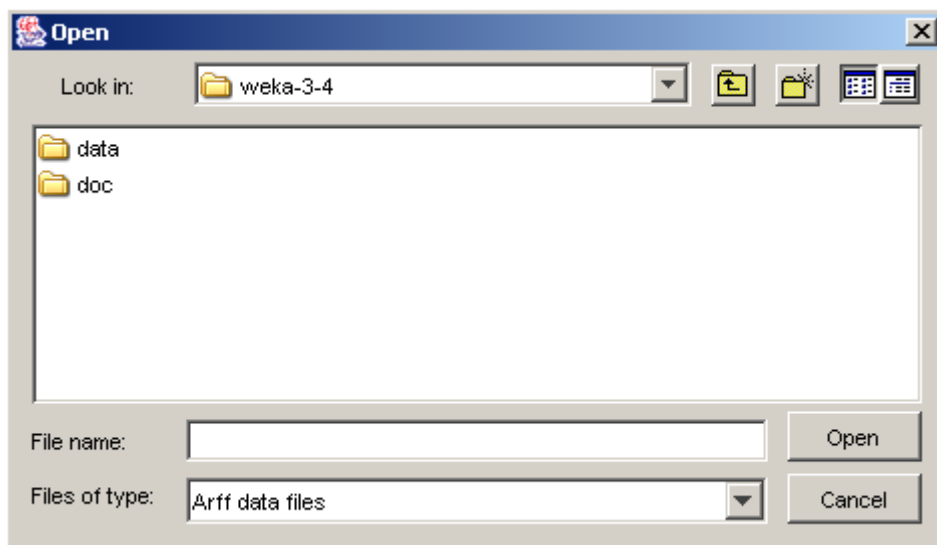 Open
Look in: weka-3-4
data
doc
File name: Open
Files of type: Arff data files Cancel